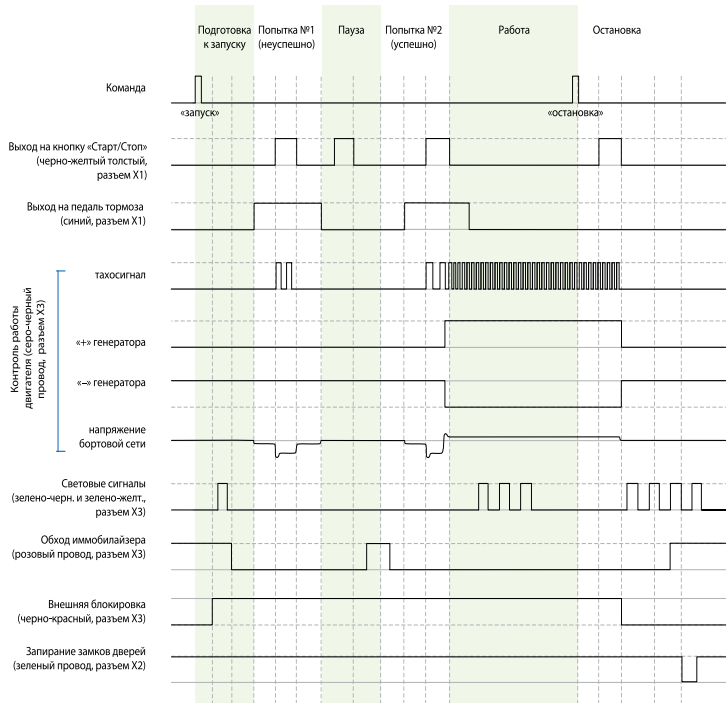 Подготовка
к запуску
Попытка №1
(неуспешно)
Пауза
Попытка №2
(успешно)
Работа
Остановка
Команда
«запуск»
«остановка»
Выход на кнопку «Старт/Стоп»
(черно-желтый толстый,
разъем X1)
Выход на педаль тормоза
(синий, разъем X1)
Контроль работы
двигателя (серо-черный
провод, разъем X3)
тахосигнал
«+» генератора
«–» генератора
напряжение
бортовой сети
Световые сигналы
(зелено-черн. и зелено-желт.,
разъем X3)
Обход иммобилайзера
(розовый провод, разъем X3)
Внешняя блокировка
(черно-красный, разъем X3)
Запирание замков дверей
(зеленый провод, разъем X2)